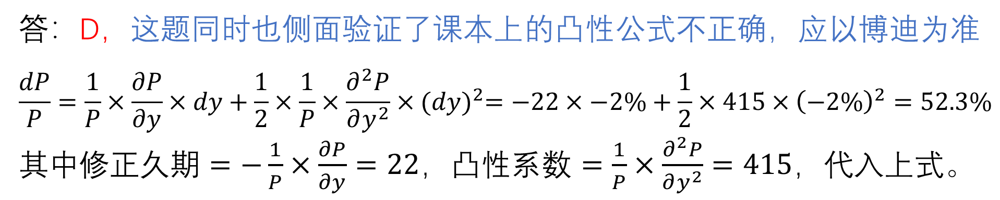 答：D，这题同时也侧面验证了课本上的凸性公式不正确，应以博迪为准
$\frac{dP}{P} = \frac{1}{P} \times \frac{\partial P}{\partial y} \times dy + \frac{1}{2} \times \frac{1}{P} \times \frac{\partial^2 P}{\partial y^2} \times (dy)^2 = -22 \times -2\% + \frac{1}{2} \times 415 \times (-2\%)^2 = 52.3\%$
其中修正久期 $= -\frac{1}{P} \times \frac{\partial P}{\partial y} = 22$，凸性系数 $= \frac{1}{P} \times \frac{\partial^2 P}{\partial y^2} = 415$，代入上式。